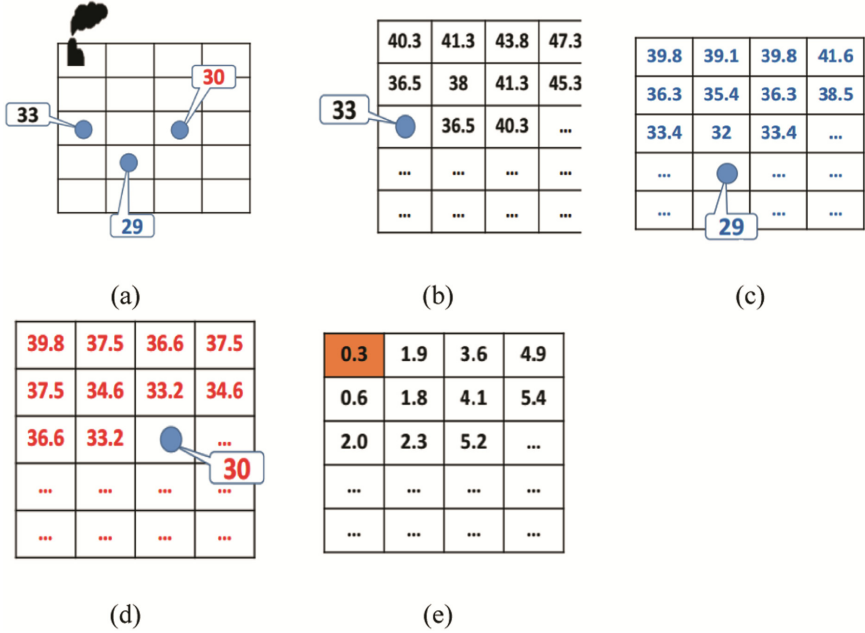 33
30
29
(a)
40.3 41.3 43.8 47.3
36.5 38 41.3 45.3
33 36.5 40.3 ...
... ... ... ...
... ... ... ...
(b)
39.8 39.1 39.8 41.6
36.3 35.4 36.3 38.5
33.4 32 33.4 ...
... ... ...
... ... ...
29
(c)
39.8 37.5 36.6 37.5
37.5 34.6 33.2 34.6
36.6 33.2 ...
30
... ... ... ...
... ... ... ...
(d)
0.3 1.9 3.6 4.9
0.6 1.8 4.1 5.4
2.0 2.3 5.2 ...
... ... ... ...
... ... ... ...
(e)